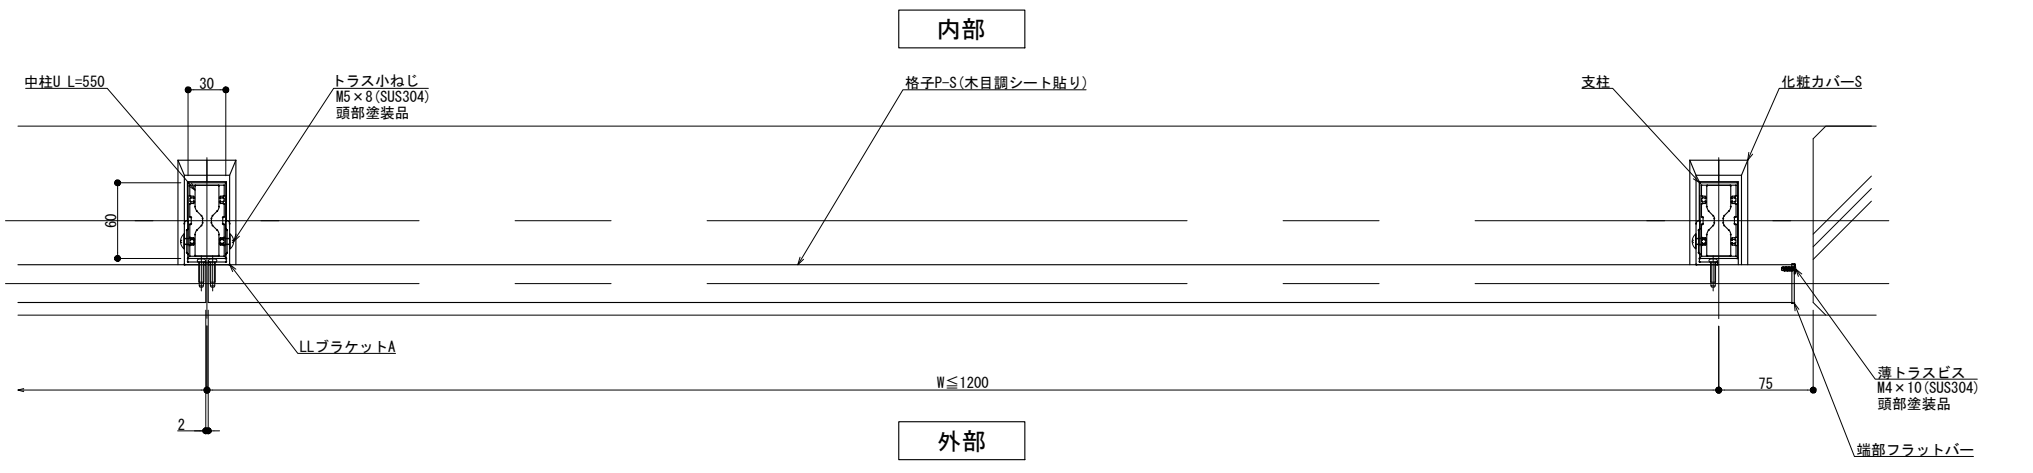 内部
中柱U L=550
30
トラス小ねじ
M5×8(SUS304)
頭部塗装品
格子P-S(木目調シート貼り)
支柱
化粧カバーS
60
LLブラケットA
W≦1200
75
薄トラスビス
M4×10(SUS304)
頭部塗装品
2
外部
端部フラットバー